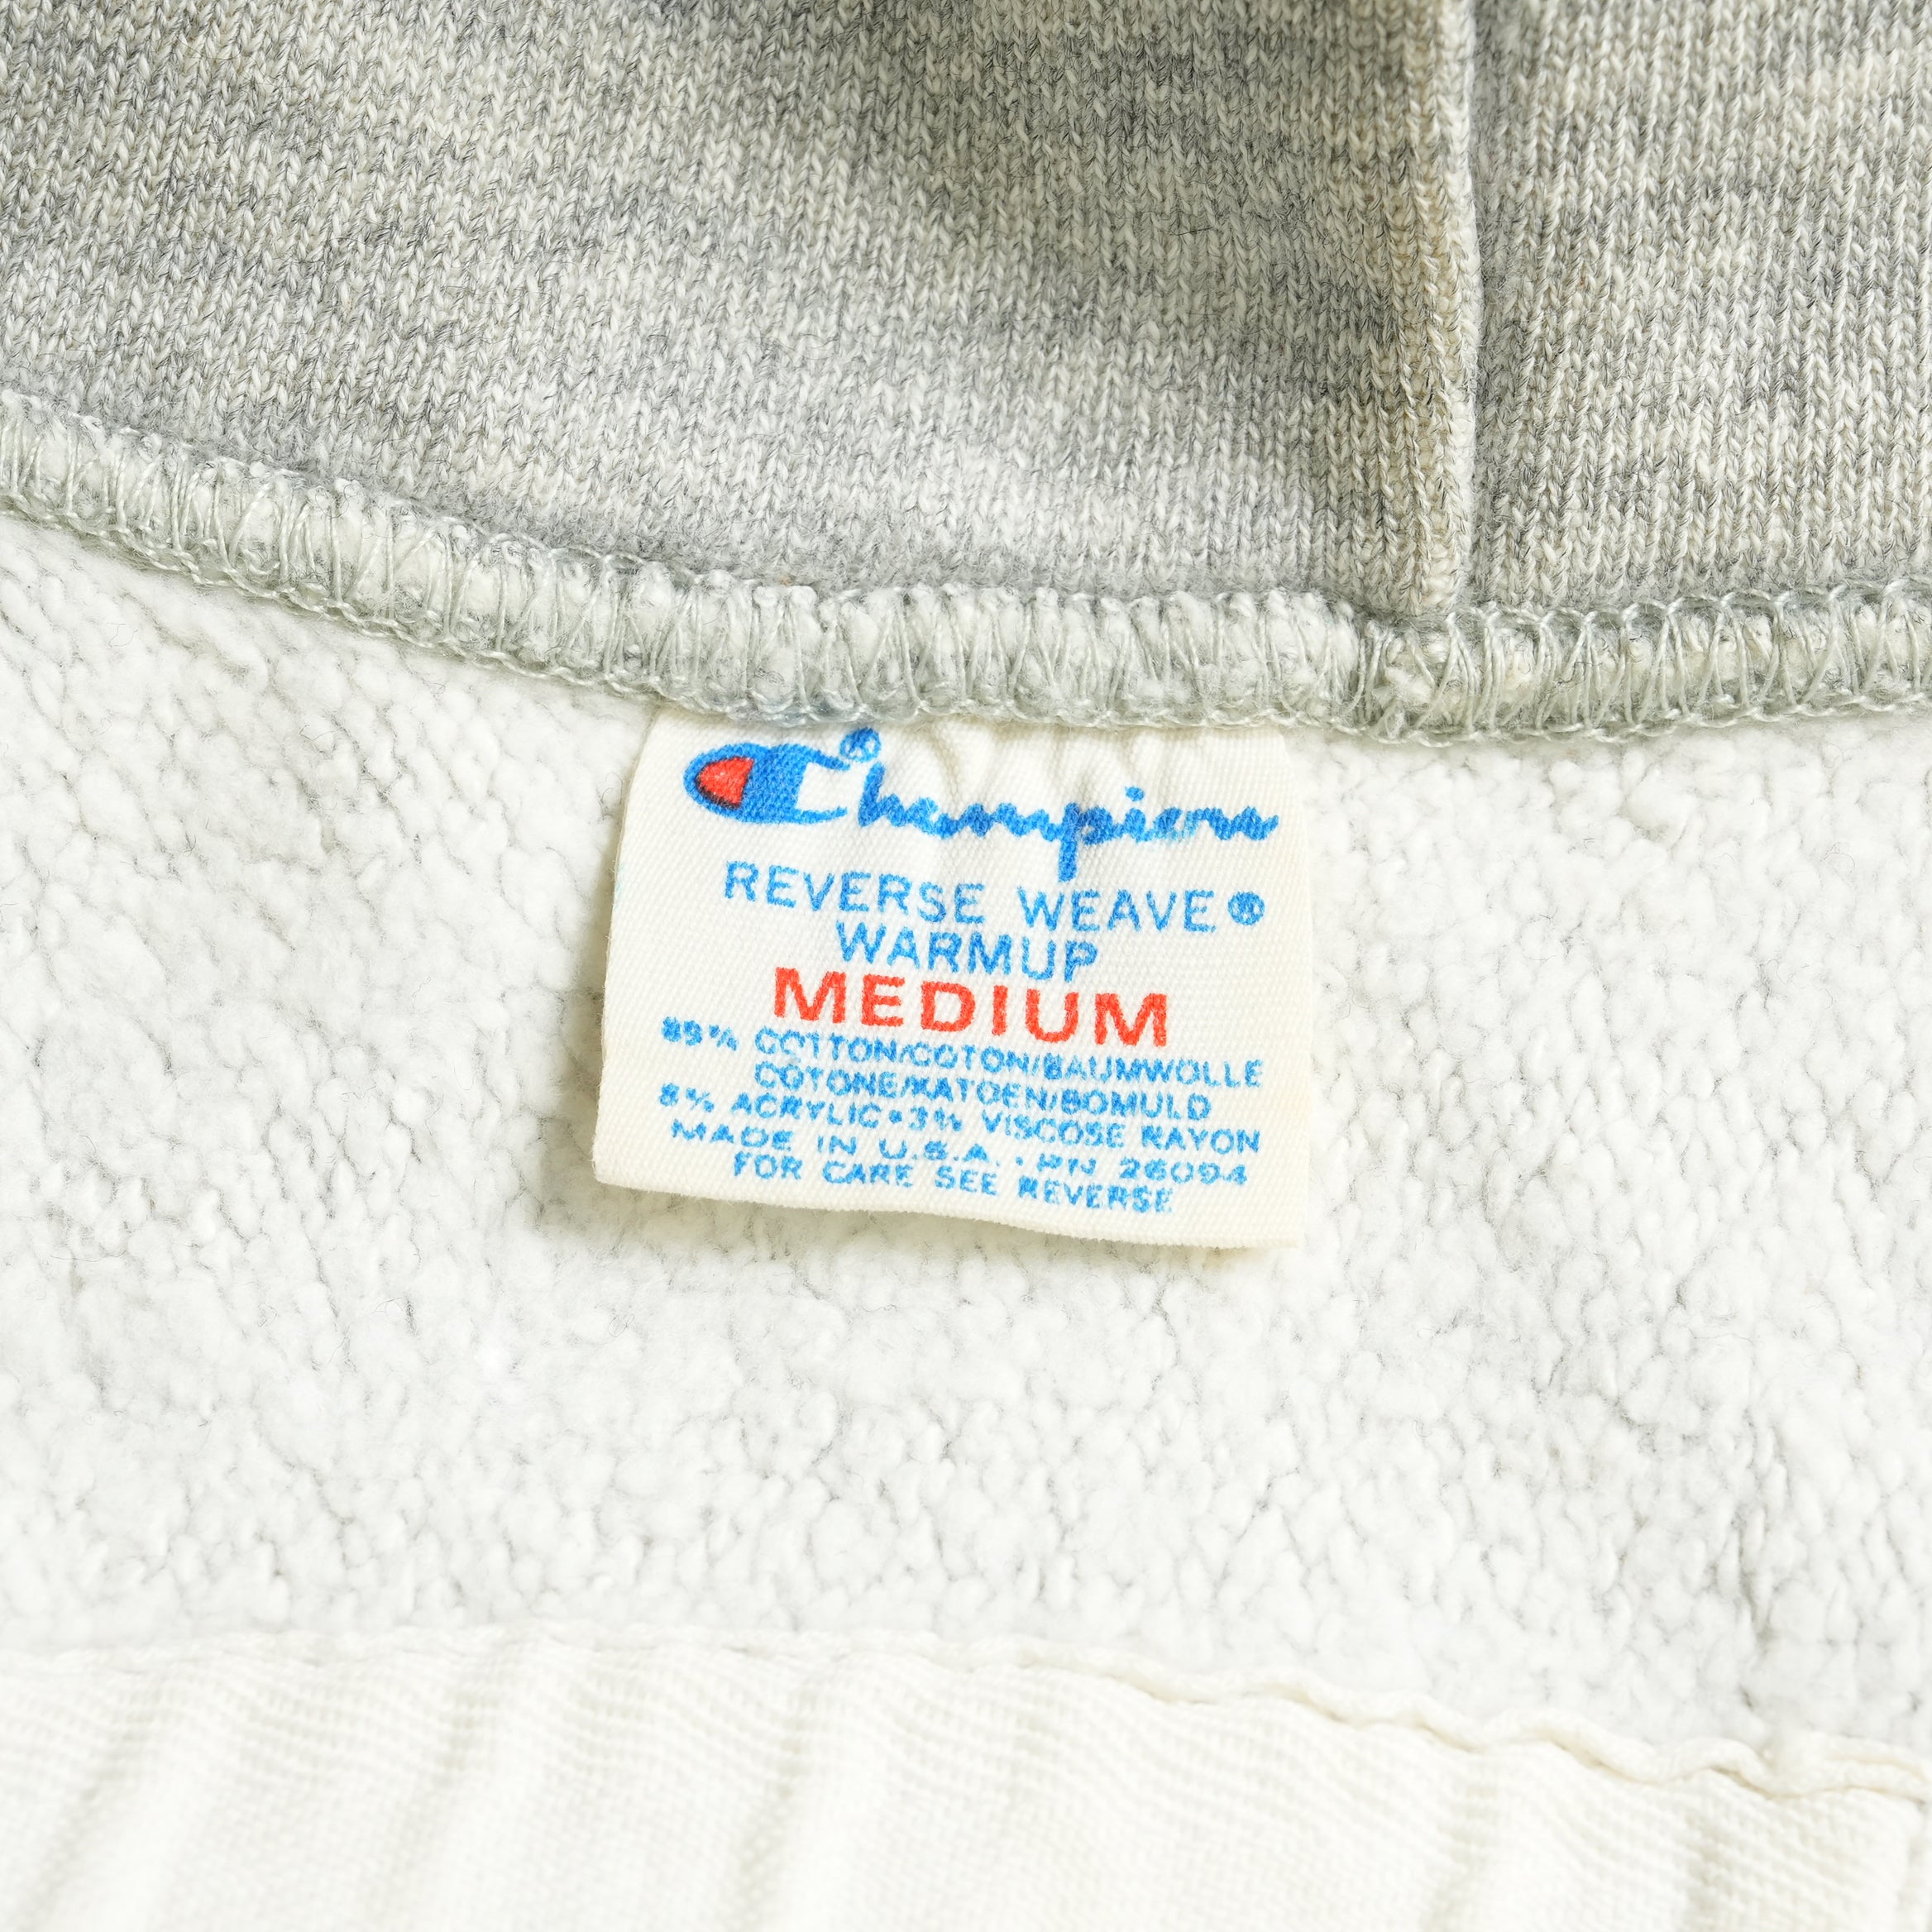 Champion®
REVERSE WEAVE®
WARMUP
MEDIUM
89% COTTON/COTON/BAUMWOLLE
COTONE/KATOEN/BOMULD
8% ACRYLIC•3% VISCOSE RAYON
MADE IN U.S.A. • RN 26094
FOR CARE SEE REVERSE